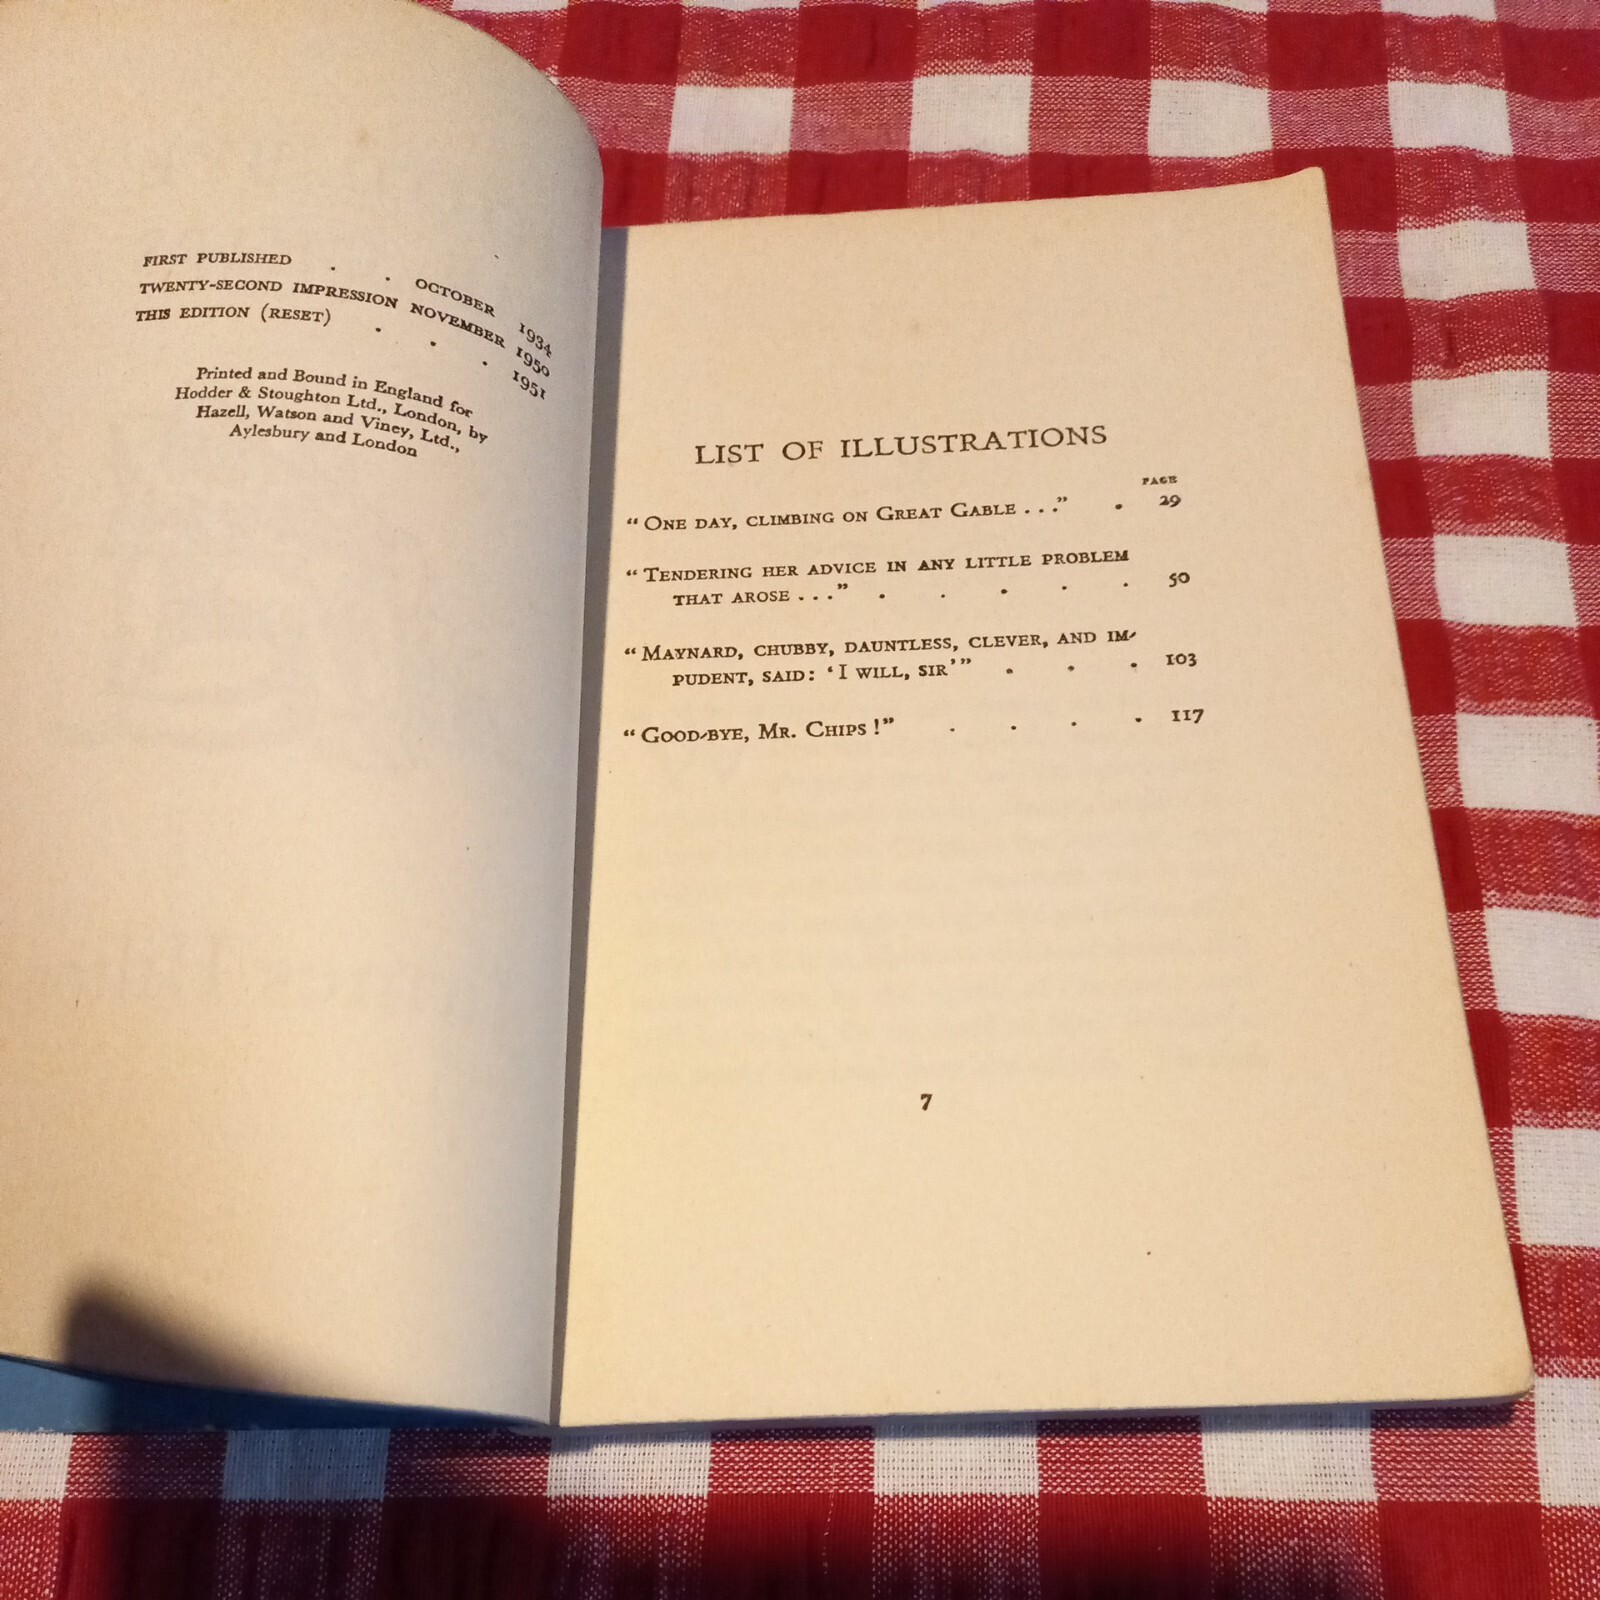 FIRST PUBLISHED . . OCTOBER 1934
TWENTY-SECOND IMPRESSION NOVEMBER 1950
THIS EDITION (RESET) . . . 1951
Printed and Bound in England for
Hodder & Stoughton Ltd., London, by
Hazell, Watson and Viney, Ltd.,
Aylesbury and London
LIST OF ILLUSTRATIONS
PAGE
“ONE DAY, CLIMBING ON GREAT GABLE . . .” . 29
“TENDERING HER ADVICE IN ANY LITTLE PROBLEM
THAT AROSE . . .” . . . . . 50
“MAYNARD, CHUBBY, DAUNTLESS, CLEVER, AND IM-
PUDENT, SAID: ‘I WILL, SIR’” . . . 103
“GOOD-BYE, MR. CHIPS!” . . . . 117
7